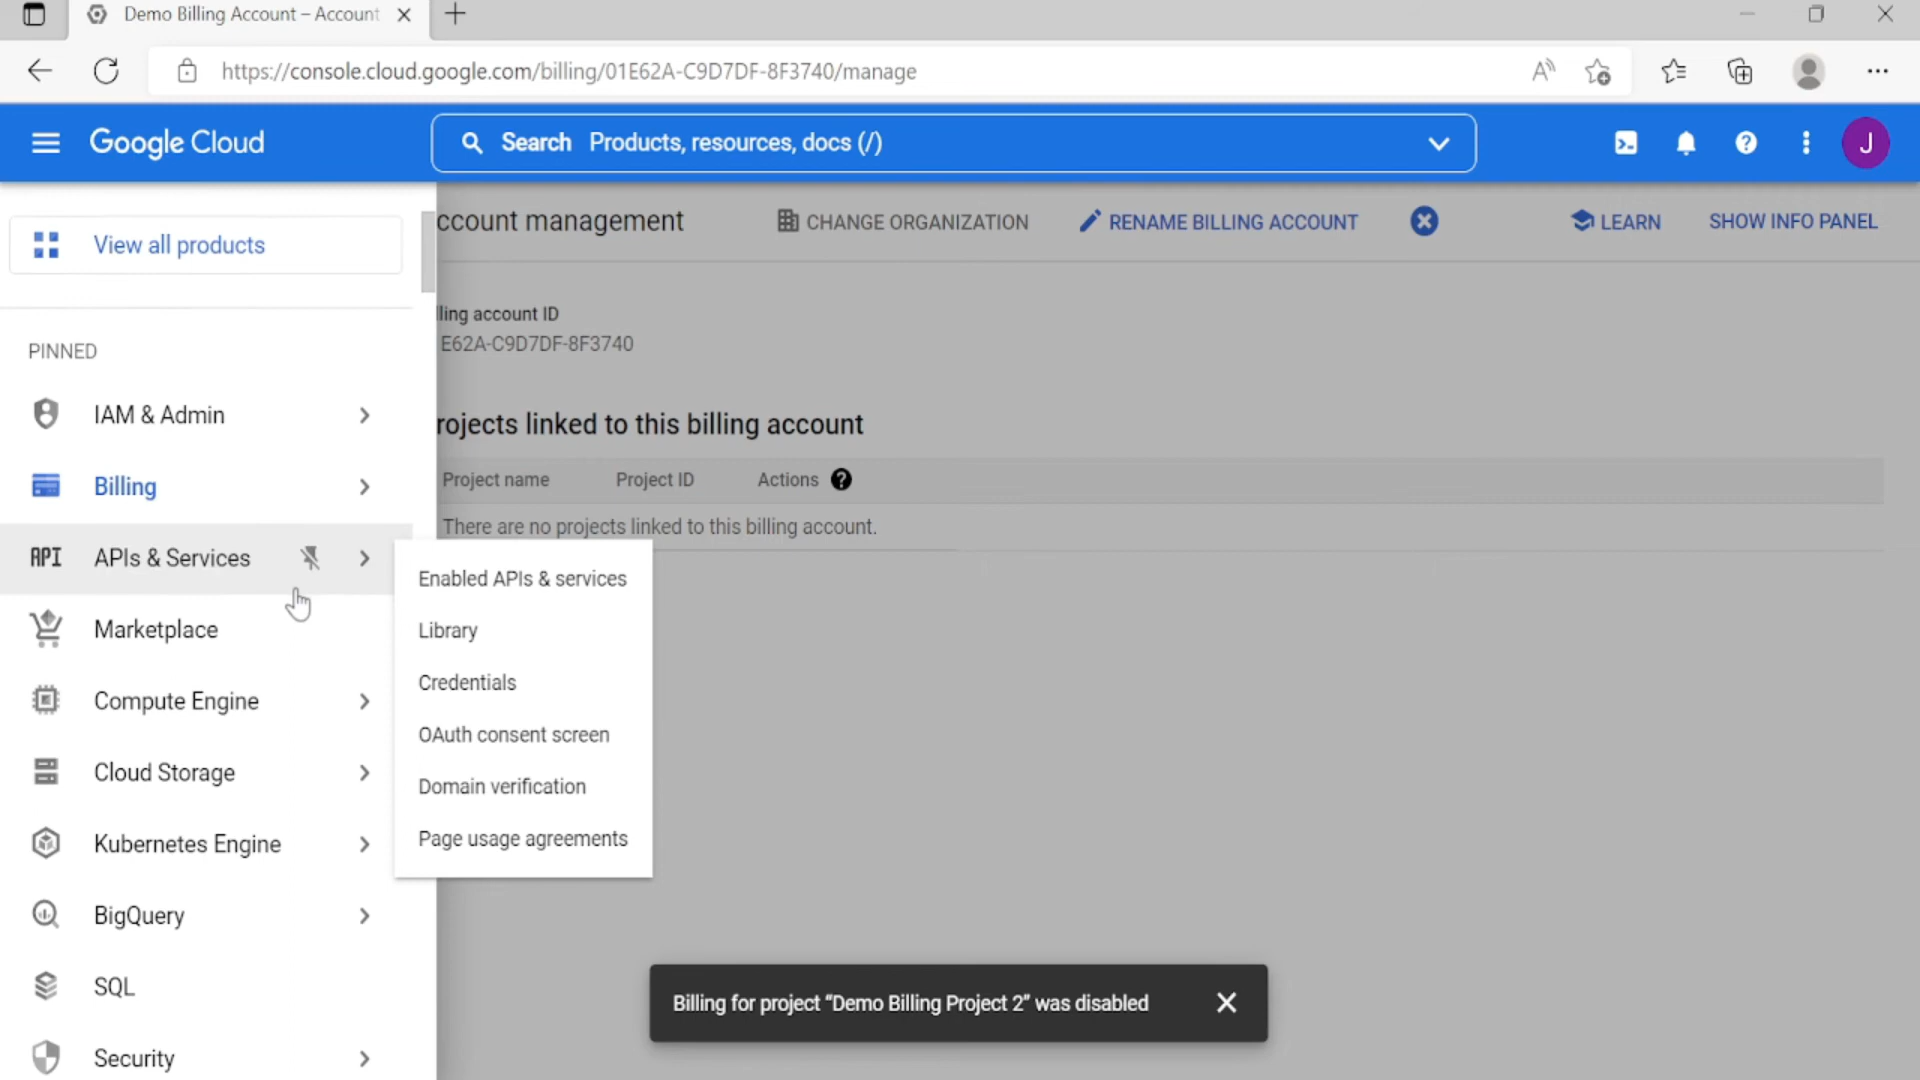 Demo Billing Account – Account
https://console.cloud.google.com/billing/01E62A-C9D7DF-8F3740/manage
Google Cloud
Search Products, resources, docs (/)
J
View all products
ccount management
CHANGE ORGANIZATION
RENAME BILLING ACCOUNT
LEARN
SHOW INFO PANEL
lling account ID
E62A-C9D7DF-8F3740
PINNED
IAM & Admin
rojects linked to this billing account
Billing
Project name
Project ID
Actions
There are no projects linked to this billing account.
API APIs & Services
Enabled APIs & services
Library
Credentials
OAuth consent screen
Domain verification
Page usage agreements
Marketplace
Compute Engine
Cloud Storage
Kubernetes Engine
BigQuery
SQL
Security
Billing for project “Demo Billing Project 2” was disabled